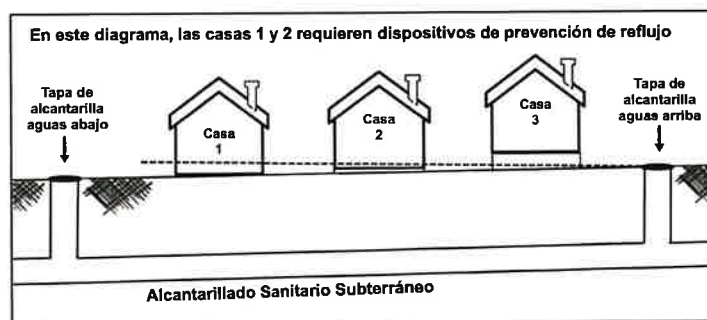 En este diagrama, las casas 1 y 2 requieren dispositivos de prevención de reflujo
Tapa de
alcantarilla
aguas abajo
Casa
1
Casa
2
Casa
3
Tapa de
alcantarilla
aguas arriba
Alcantarillado Sanitario Subterráneo